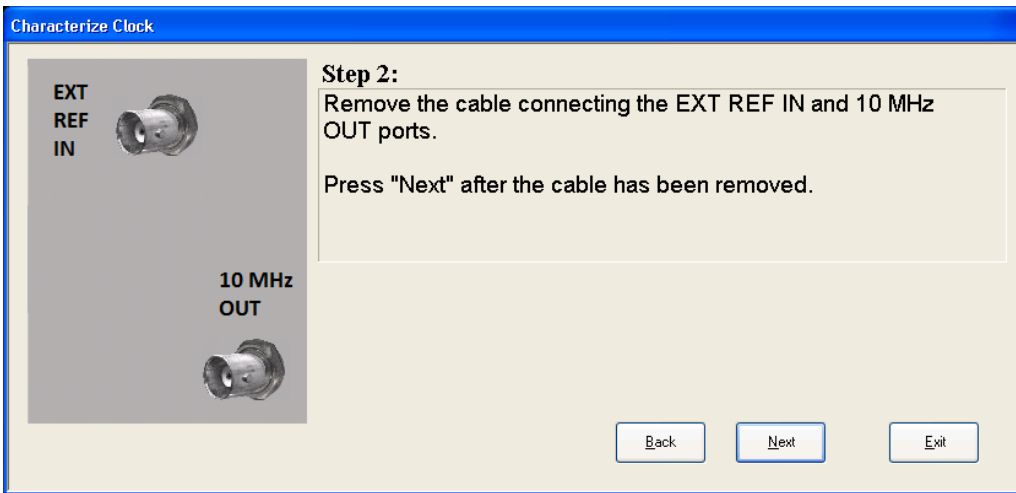 Characterize Clock
EXT
REF
IN
10 MHz
OUT
Step 2:
Remove the cable connecting the EXT REF IN and 10 MHz
OUT ports.
Press "Next" after the cable has been removed.
Back
Next
Exit